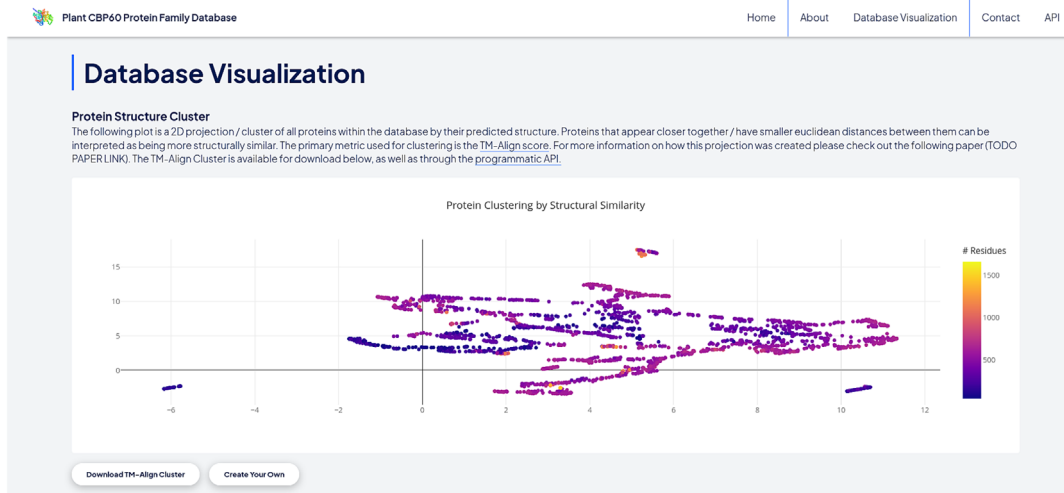 Plant CBP60 Protein Family Database
Home About Database Visualization Contact API
Database Visualization
Protein Structure Cluster
The following plot is a 2D projection / cluster of all proteins within the database by their predicted structure. Proteins that appear closer together / have smaller euclidean distances between them can be
interpreted as being more structurally similar. The primary metric used for clustering is the TM-Align score. For more information on how this projection was created please check out the following paper (TODO
PAPER LINK). The TM-Align Cluster is available for download below, as well as through the programmatic API.
Protein Clustering by Structural Similarity
# Residues
15
10
5
0
1500
1000
500
−6 −4 −2 0 2 4 6 8 10 12
Download TM-Align Cluster Create Your Own